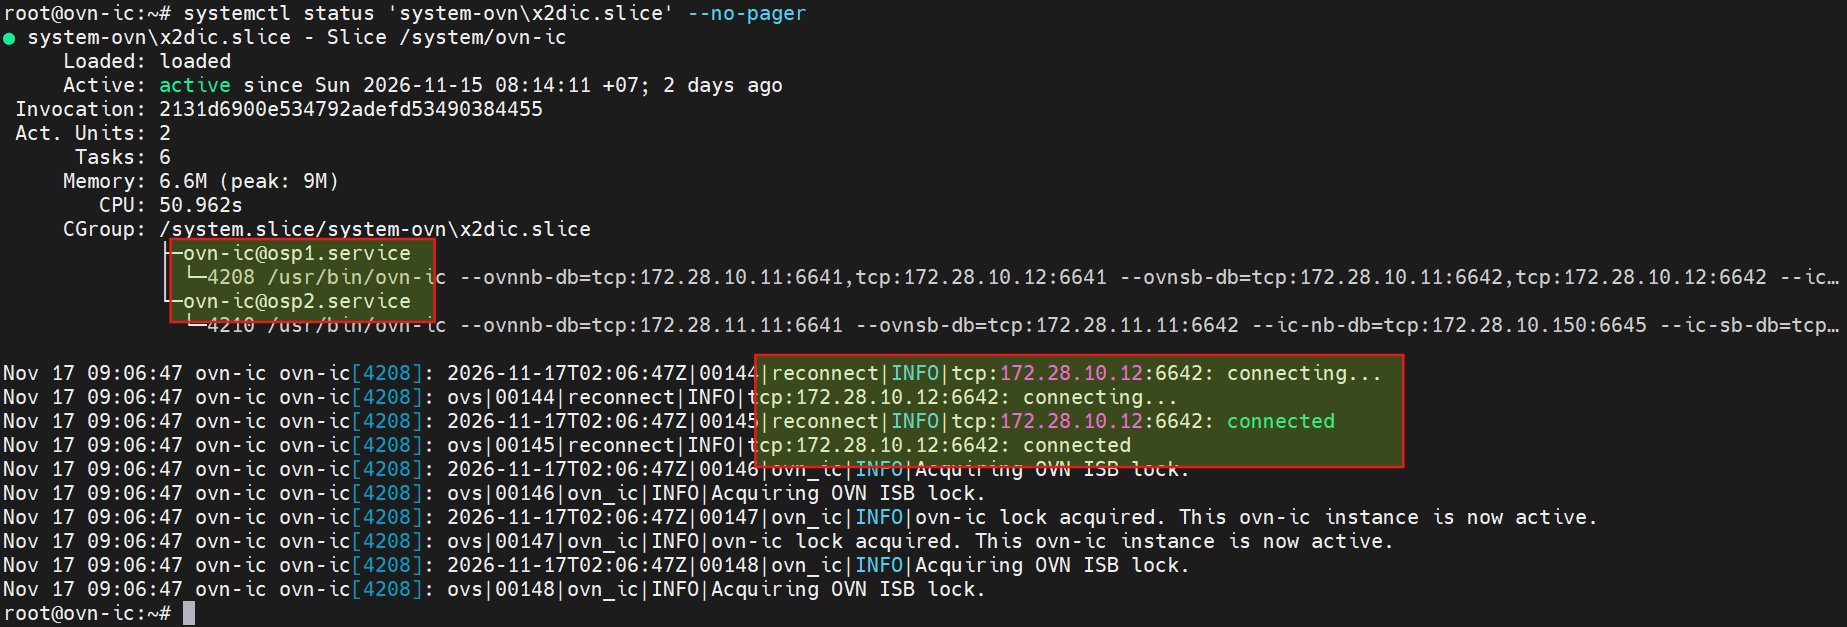 root@ovn-ic:~# systemctl status 'system-ovn\x2dic.slice' --no-pager
● system-ovn\x2dic.slice - Slice /system/ovn-ic
Loaded: loaded
Active: active since Sun 2026-11-15 08:14:11 +07; 2 days ago
Invocation: 2131d6900e534792adefd53490384455
Act. Units: 2
Tasks: 6
Memory: 6.6M (peak: 9M)
CPU: 50.962s
CGroup: /system.slice/system-ovn\x2dic.slice
├─ovn-ic@osp1.service
│ └─4208 /usr/bin/ovn-ic --ovnnb-db=tcp:172.28.10.11:6641,tcp:172.28.10.12:6641 --ovnsb-db=tcp:172.28.10.11:6642,tcp:172.28.10.12:6642 --ic…
└─ovn-ic@osp2.service
└─4210 /usr/bin/ovn-ic --ovnnb-db=tcp:172.28.11.11:6641 --ovnsb-db=tcp:172.28.11.11:6642 --ic-nb-db=tcp:172.28.10.150:6645 --ic-sb-db=tcp…
Nov 17 09:06:47 ovn-ic ovn-ic[4208]: 2026-11-17T02:06:47Z|00144|reconnect|INFO|tcp:172.28.10.12:6642: connecting...
Nov 17 09:06:47 ovn-ic ovn-ic[4208]: ovs|00144|reconnect|INFO|tcp:172.28.10.12:6642: connecting...
Nov 17 09:06:47 ovn-ic ovn-ic[4208]: 2026-11-17T02:06:47Z|00145|reconnect|INFO|tcp:172.28.10.12:6642: connected
Nov 17 09:06:47 ovn-ic ovn-ic[4208]: ovs|00145|reconnect|INFO|tcp:172.28.10.12:6642: connected
Nov 17 09:06:47 ovn-ic ovn-ic[4208]: 2026-11-17T02:06:47Z|00146|ovn_ic|INFO|Acquiring OVN ISB lock.
Nov 17 09:06:47 ovn-ic ovn-ic[4208]: ovs|00146|ovn_ic|INFO|Acquiring OVN ISB lock.
Nov 17 09:06:47 ovn-ic ovn-ic[4208]: 2026-11-17T02:06:47Z|00147|ovn_ic|INFO|ovn-ic lock acquired. This ovn-ic instance is now active.
Nov 17 09:06:47 ovn-ic ovn-ic[4208]: ovs|00147|ovn_ic|INFO|ovn-ic lock acquired. This ovn-ic instance is now active.
Nov 17 09:06:47 ovn-ic ovn-ic[4208]: 2026-11-17T02:06:47Z|00148|ovn_ic|INFO|Acquiring OVN ISB lock.
Nov 17 09:06:47 ovn-ic ovn-ic[4208]: ovs|00148|ovn_ic|INFO|Acquiring OVN ISB lock.
root@ovn-ic:~#